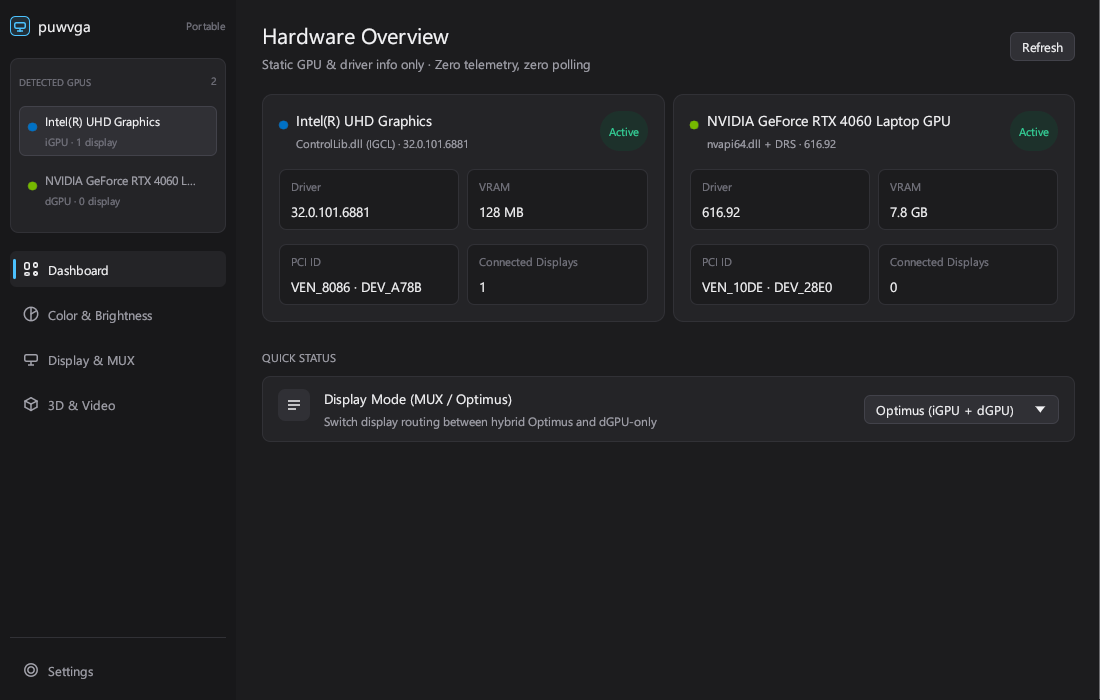 puwvga
Portable
DETECTED GPUS
2
Intel(R) UHD Graphics
iGPU · 1 display
NVIDIA GeForce RTX 4060 L...
dGPU · 0 display
Dashboard
Color & Brightness
Display & MUX
3D & Video
Settings
Hardware Overview
Static GPU & driver info only · Zero telemetry, zero polling
Refresh
Intel(R) UHD Graphics
ControlLib.dll (IGCL) · 32.0.101.6881
Active
Driver
32.0.101.6881
VRAM
128 MB
PCI ID
VEN_8086 · DEV_A78B
Connected Displays
1
NVIDIA GeForce RTX 4060 Laptop GPU
nvapi64.dll + DRS · 616.92
Active
Driver
616.92
VRAM
7.8 GB
PCI ID
VEN_10DE · DEV_28E0
Connected Displays
0
QUICK STATUS
Display Mode (MUX / Optimus)
Switch display routing between hybrid Optimus and dGPU-only
Optimus (iGPU + dGPU)